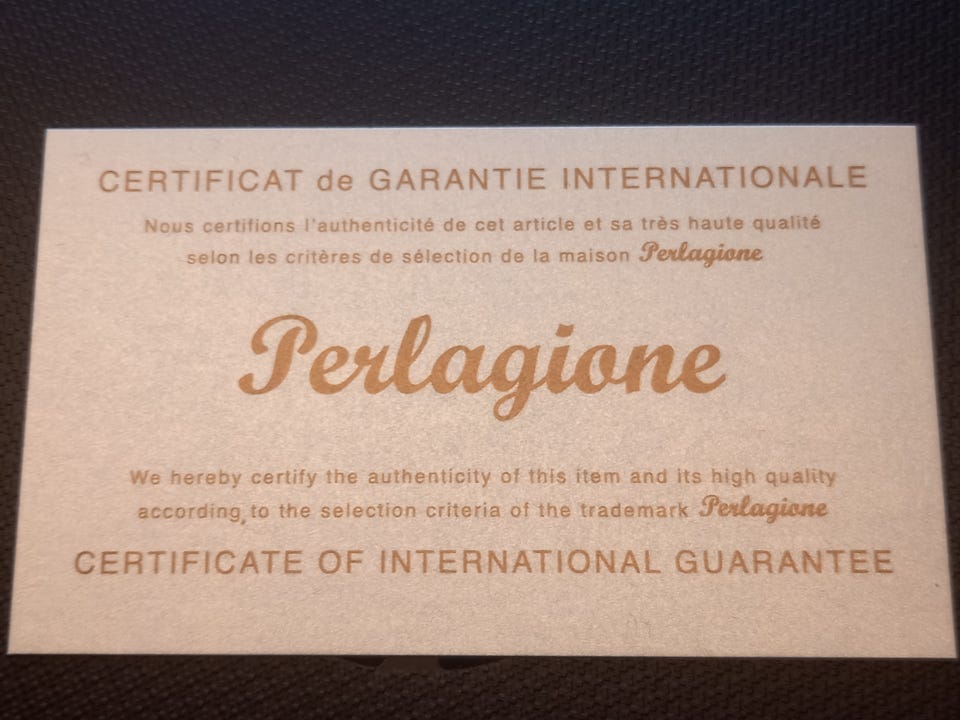 CERTIFICAT de GARANTIE INTERNATIONALE
Nous certifions l'authenticité de cet article et sa très haute qualité
selon les critères de sélection de la maison Perlagione
Perlagione
We hereby certify the authenticity of this item and its high quality
according to the selection criteria of the trademark Perlagione
CERTIFICATE OF INTERNATIONAL GUARANTEE